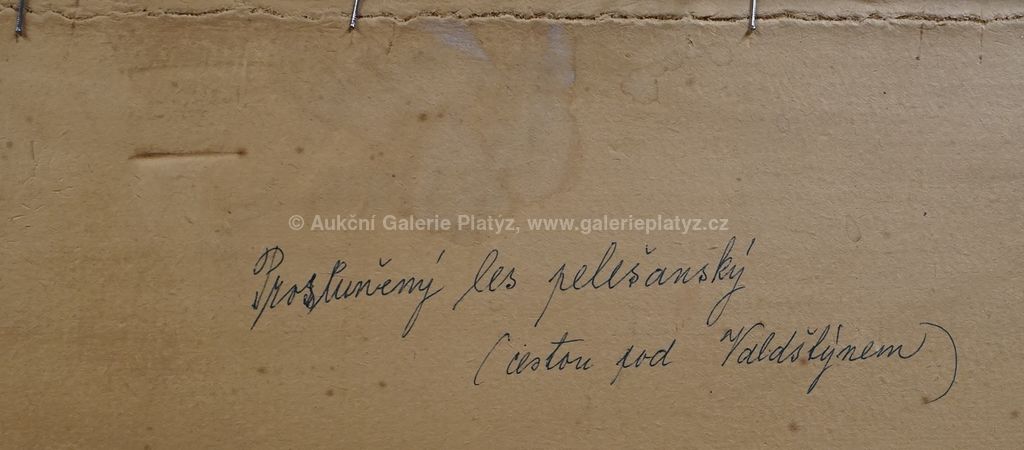 © Aukční Galerie Platýz, www.galerieplatyz.cz
Prosluněný les pelešanský
(cestou pod Valdštýnem)